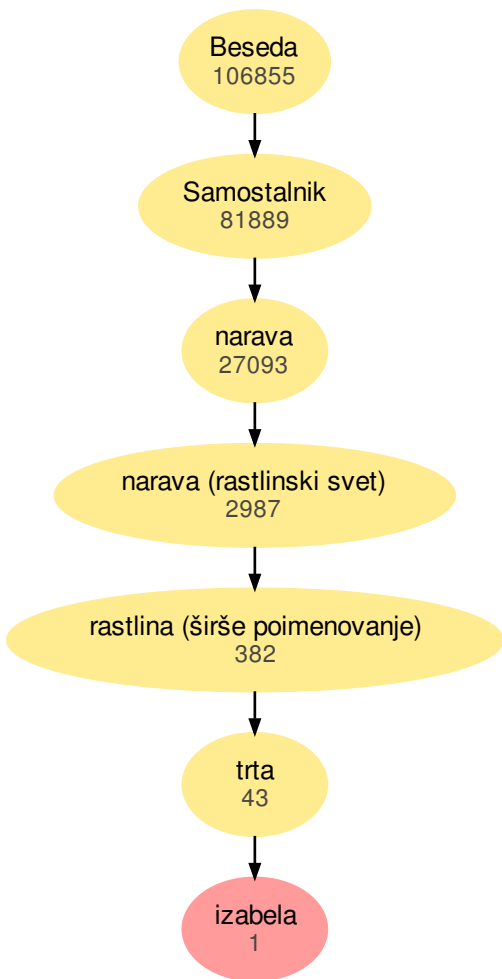 Beseda
106855
Samostalnik
81889
narava
27093
narava (rastlinski svet)
2987
rastlina (širše poimenovanje)
382
trta
43
izabela
1